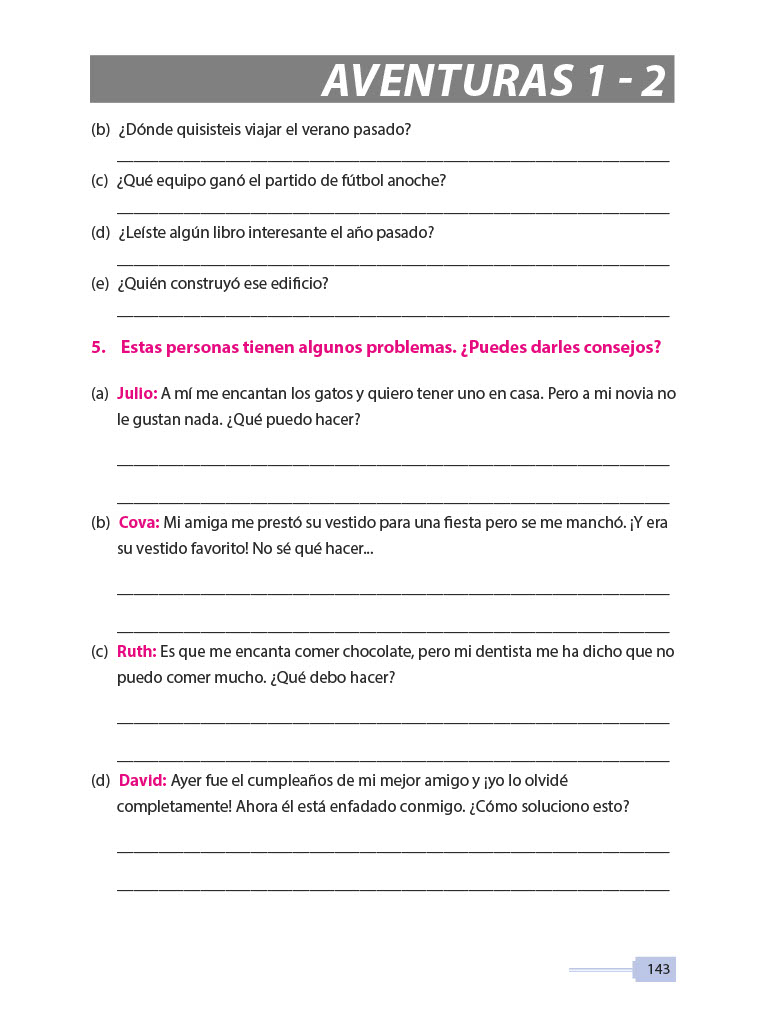 AVENTURAS 1 - 2
(b) ¿Dónde quisisteis viajar el verano pasado?
(c) ¿Qué equipo ganó el partido de fútbol anoche?
(d) ¿Leíste algún libro interesante el año pasado?
(e) ¿Quién construyó ese edificio?
5. Estas personas tienen algunos problemas. ¿Puedes darles consejos?
(a) Julio: A mí me encantan los gatos y quiero tener uno en casa. Pero a mi novia no
le gustan nada. ¿Qué puedo hacer?
(b) Cova: Mi amiga me prestó su vestido para una fiesta pero se me manchó. ¡Y era
su vestido favorito! No sé qué hacer...
(c) Ruth: Es que me encanta comer chocolate, pero mi dentista me ha dicho que no
puedo comer mucho. ¿Qué debo hacer?
(d) David: Ayer fue el cumpleaños de mi mejor amigo y ¡yo lo olvidé
completamente! Ahora él está enfadado conmigo. ¿Cómo soluciono esto?
143